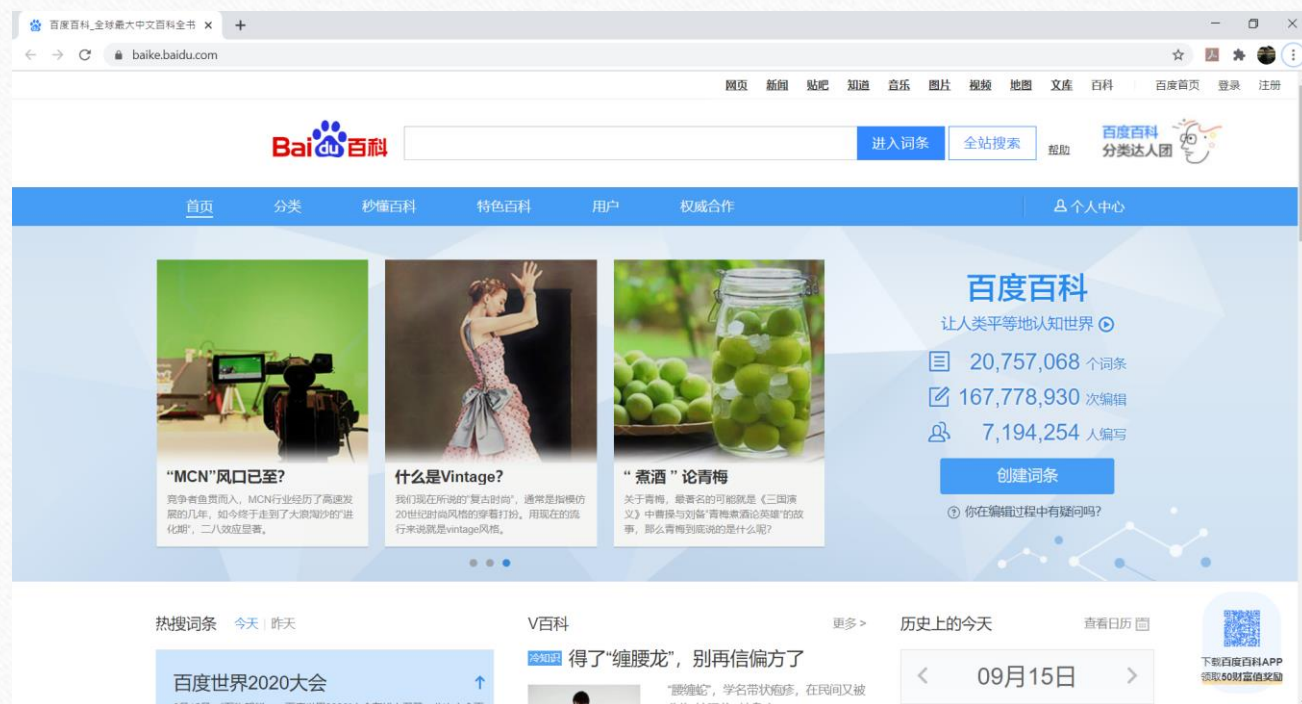 百度百科_全球最大中文百科全书
baike.baidu.com
网页 新闻 贴吧 知道 音乐 图片 视频 地图 文库 百科 百度首页 登录 注册
Bai du 百科 进入词条 全站搜索 帮助
百度百科
分类达人团
首页 分类 秒懂百科 特色百科 用户 权威合作 个人中心
“MCN”风口已至?
竞争者鱼贯而入，MCN行业经历了高速发
展的几年，如今终于走到了大浪淘沙的“进
化期”，二八效应显著。
什么是Vintage?
我们现在所说的“复古时尚”，通常是指模仿
20世纪时尚风格的穿着打扮。用现在的流
行来说就是vintage风格。
“ 煮酒 ” 论青梅
关于青梅，最著名的可能就是《三国演
义》中曹操与刘备“青梅煮酒论英雄”的故
事，那么青梅到底说的是什么呢?
百度百科
让人类平等地认知世界
20,757,068 个词条
167,778,930 次编辑
7,194,254 人编写
创建词条
你在编辑过程中有疑问吗?
热搜词条 今天 | 昨天
百度世界2020大会
V百科 更多 >
冷知识 得了“缠腰龙”，别再信偏方了
“腰缠蛇”，学名带状疱疹，在民间又被
历史上的今天 查看日历
< 09月15日 >
下载百度百科APP
领取50财富值奖励